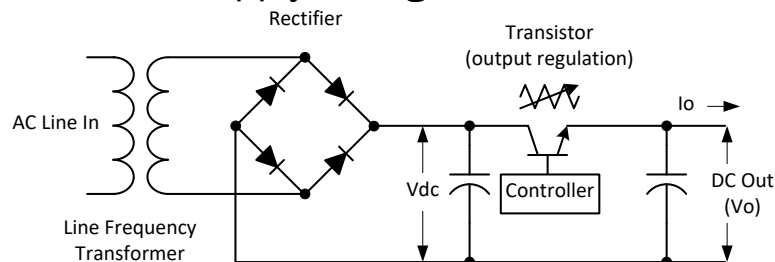 Rectifier
Transistor
(output regulation)
Io
AC Line In
Vdc
Controller
DC Out
(Vo)
Line Frequency
Transformer